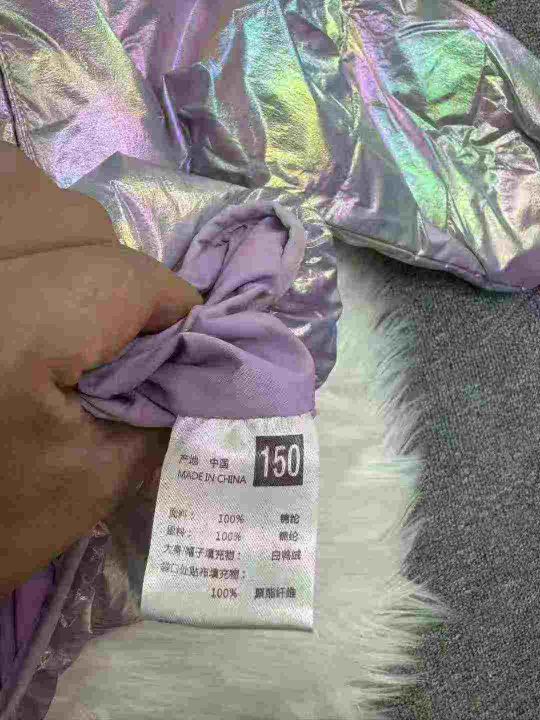 产地 中国
150
MADE IN CHINA
面料： 100% 锦纶
里料： 100% 锦纶
大身/帽子填充物： 白鸭绒
袋口处贴布填充物：
100% 聚酯纤维